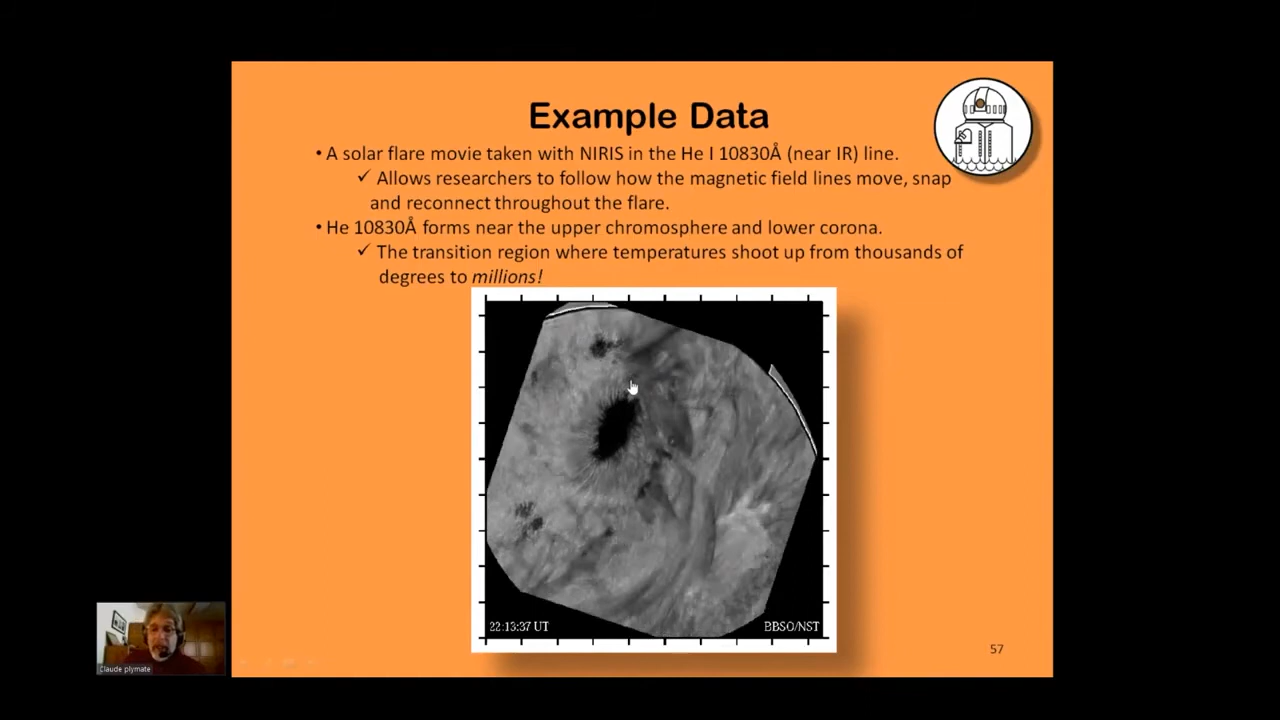 Example Data
• A solar flare movie taken with NIRIS in the He I 10830Å (near IR) line.
✓ Allows researchers to follow how the magnetic field lines move, snap
and reconnect throughout the flare.
• He 10830Å forms near the upper chromosphere and lower corona.
✓ The transition region where temperatures shoot up from thousands of
degrees to millions!
22:13:37 UT
BBSO/NST
57
Claude plymate